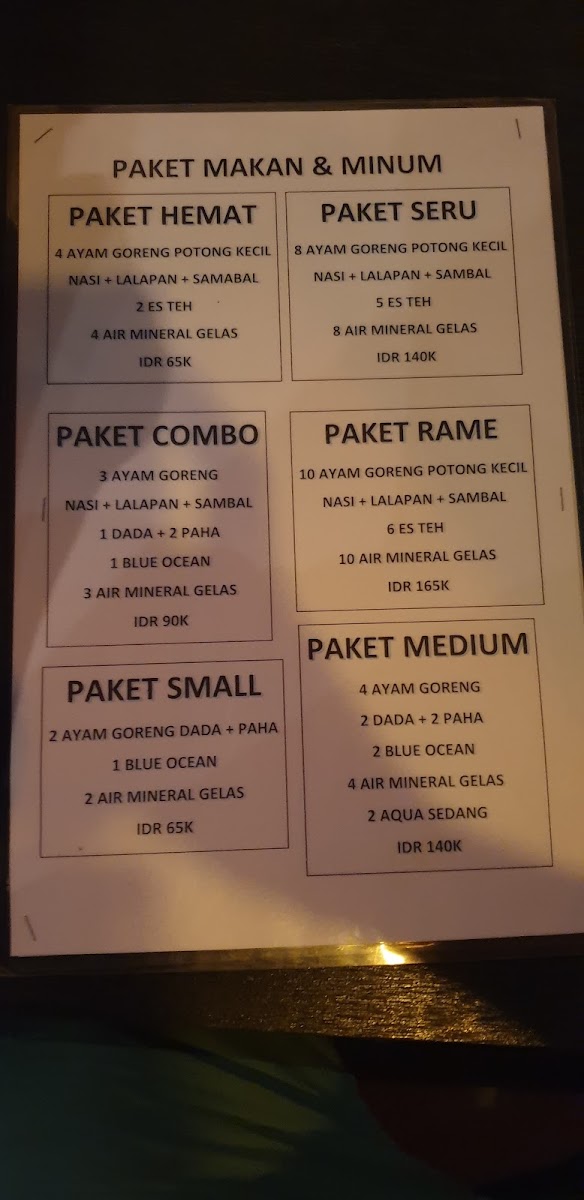 PAKET MAKAN & MINUM
PAKET HEMAT
4 AYAM GORENG POTONG KECIL
NASI + LALAPAN + SAMABAL
2 ES TEH
4 AIR MINERAL GELAS
IDR 65K
PAKET SERU
8 AYAM GORENG POTONG KECIL
NASI + LALAPAN + SAMBAL
5 ES TEH
8 AIR MINERAL GELAS
IDR 140K
PAKET COMBO
3 AYAM GORENG
NASI + LALAPAN + SAMBAL
1 DADA + 2 PAHA
1 BLUE OCEAN
3 AIR MINERAL GELAS
IDR 90K
PAKET RAME
10 AYAM GORENG POTONG KECIL
NASI + LALAPAN + SAMBAL
6 ES TEH
10 AIR MINERAL GELAS
IDR 165K
PAKET SMALL
2 AYAM GORENG DADA + PAHA
1 BLUE OCEAN
2 AIR MINERAL GELAS
IDR 65K
PAKET MEDIUM
4 AYAM GORENG
2 DADA + 2 PAHA
2 BLUE OCEAN
4 AIR MINERAL GELAS
2 AQUA SEDANG
IDR 140K